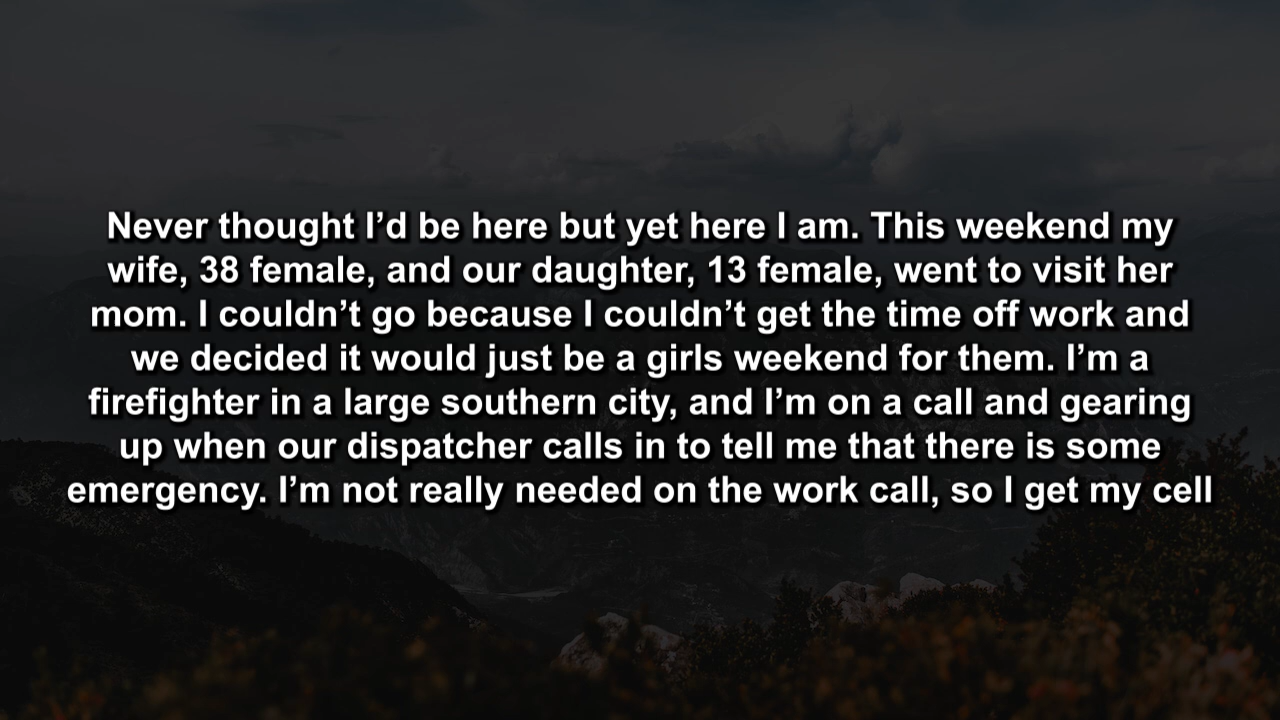 Never thought I’d be here but yet here I am. This weekend my
wife, 38 female, and our daughter, 13 female, went to visit her
mom. I couldn’t go because I couldn’t get the time off work and
we decided it would just be a girls weekend for them. I’m a
firefighter in a large southern city, and I’m on a call and gearing
up when our dispatcher calls in to tell me that there is some
emergency. I’m not really needed on the work call, so I get my cell